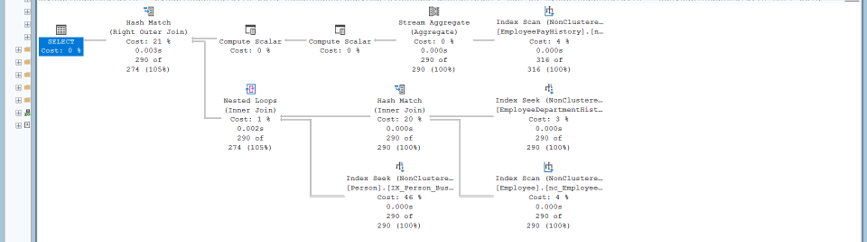 SELECT
Cost: 0 %
Hash Match
(Right Outer Join)
Cost: 21 %
0.003s
290 of
274 (105%)
Compute Scalar
Cost: 0 %
Compute Scalar
Cost: 0 %
Stream Aggregate
(Aggregate)
Cost: 0 %
0.000s
290 of
290 (100%)
Index Scan (NonClustere…
[EmployeePayHistory].[n…
Cost: 4 %
0.000s
316 of
316 (100%)
Nested Loops
(Inner Join)
Cost: 1 %
0.002s
290 of
274 (105%)
Hash Match
(Inner Join)
Cost: 20 %
0.000s
290 of
290 (100%)
Index Seek (NonClustere…
[EmployeeDepartmentHist…
Cost: 3 %
0.000s
290 of
290 (100%)
Index Seek (NonClustere…
[Person].[IX_Person_Bus…
Cost: 46 %
0.000s
290 of
290 (100%)
Index Scan (NonClustere…
[Employee].[nc_Employee…
Cost: 4 %
0.000s
290 of
290 (100%)